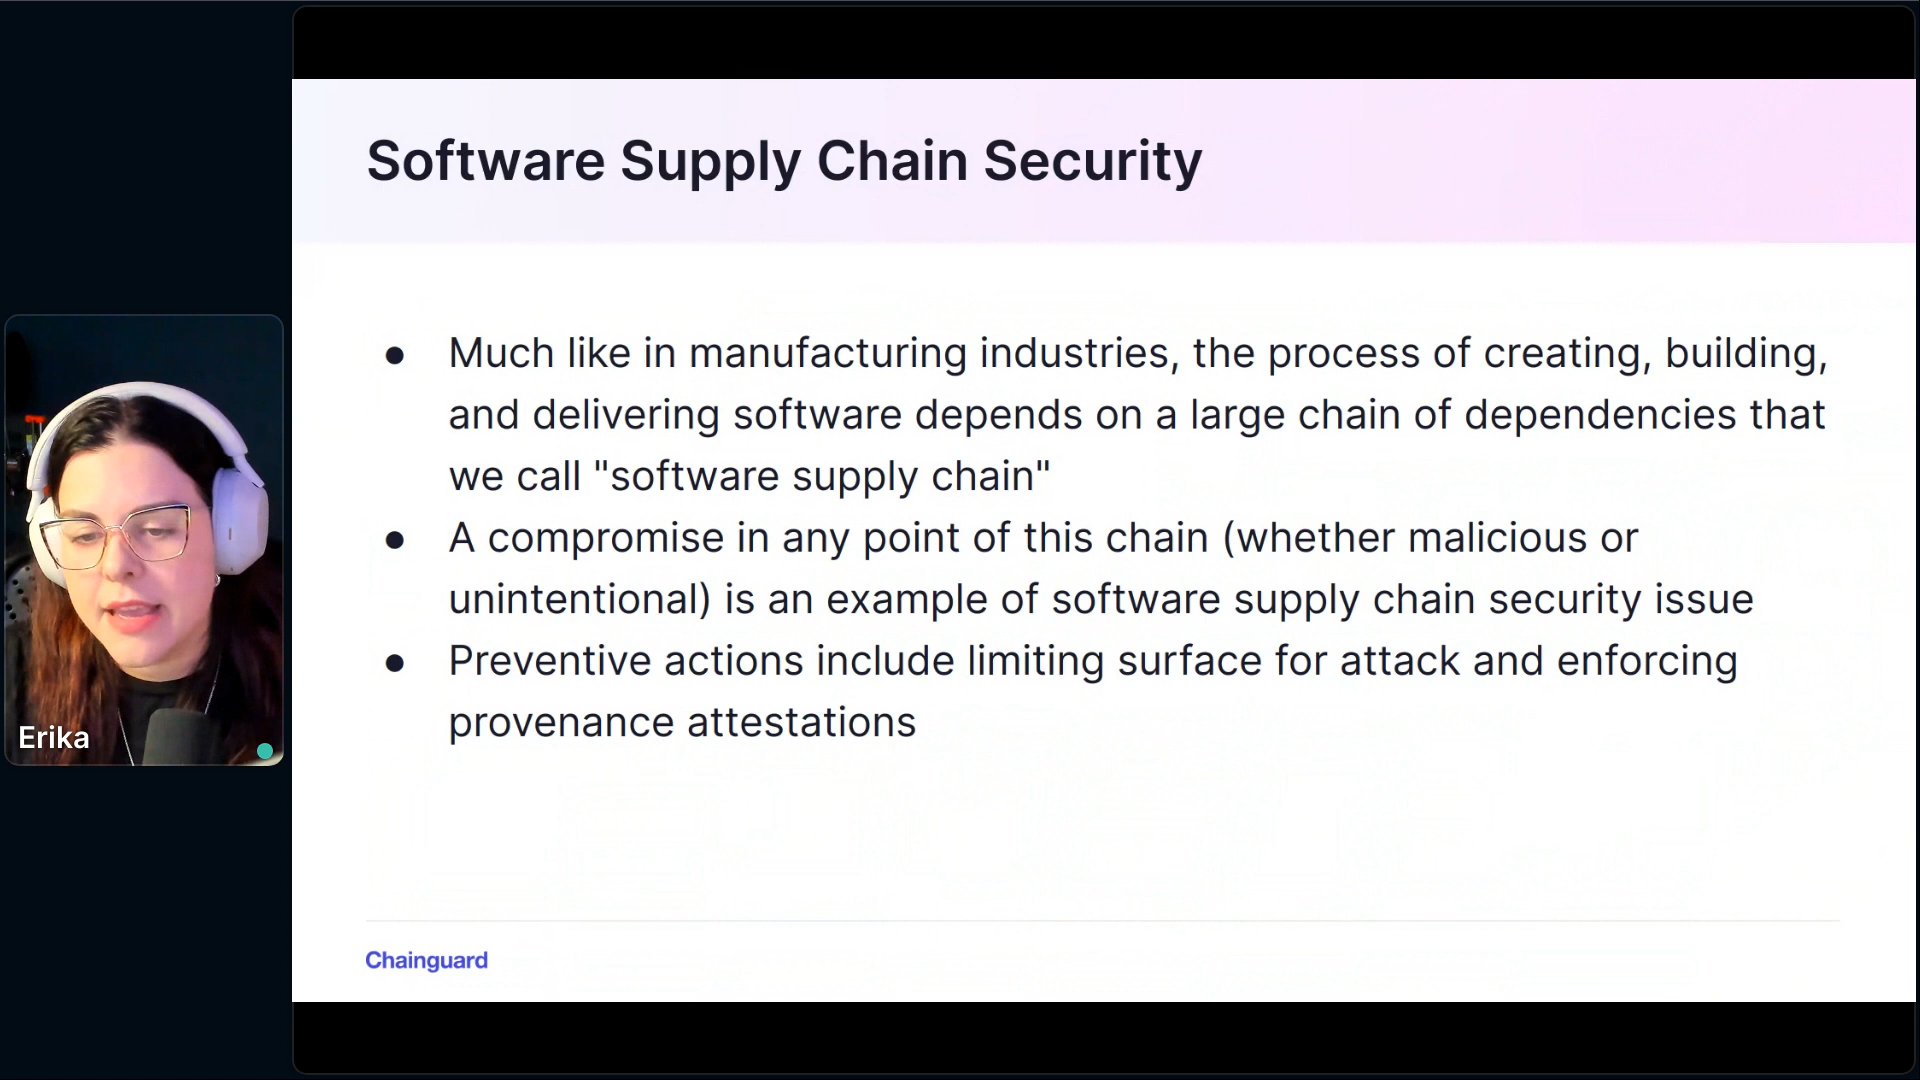 Software Supply Chain Security
● Much like in manufacturing industries, the process of creating, building,
and delivering software depends on a large chain of dependencies that
we call "software supply chain"
● A compromise in any point of this chain (whether malicious or
unintentional) is an example of software supply chain security issue
● Preventive actions include limiting surface for attack and enforcing
provenance attestations
Erika
Chainguard